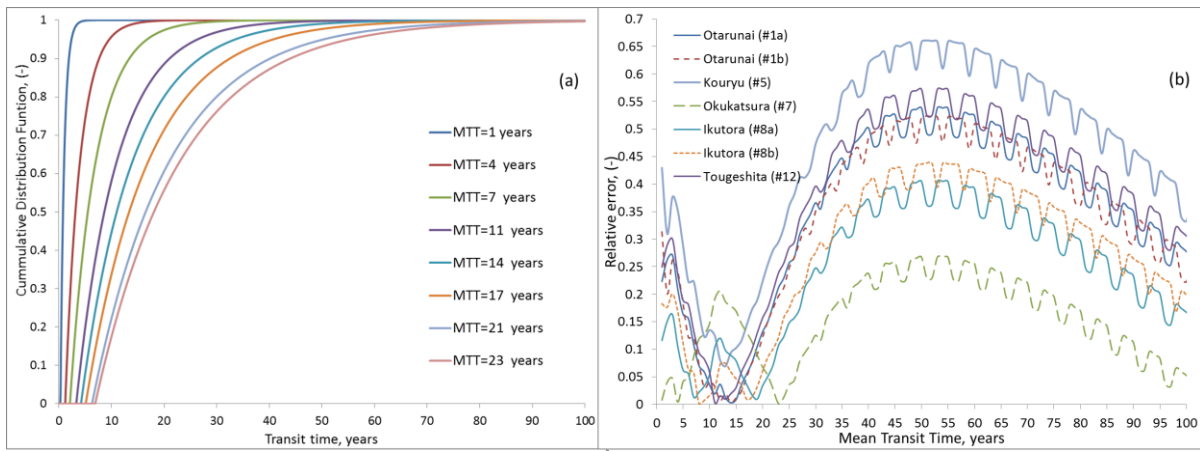 1
0.9
0.8
0.7
0.6
0.5
0.4
0.3
0.2
0.1
0
Cummulative Distribution Funtion, (-)
(a)
MTT=1 years
MTT=4 years
MTT=7 years
MTT=11 years
MTT=14 years
MTT=17 years
MTT=21 years
MTT=23 years
0 10 20 30 40 50 60 70 80 90 100
Transit time, years
0.7
0.65
0.6
0.55
0.5
0.45
0.4
0.35
0.3
0.25
0.2
0.15
0.1
0.05
0
Relative error, (-)
Otarunai (#1a)
Otarunai (#1b)
Kouryu (#5)
Okukatsura (#7)
Ikutora (#8a)
Ikutora (#8b)
Tougeshita (#12)
(b)
0 5 10 15 20 25 30 35 40 45 50 55 60 65 70 75 80 85 90 95 100
Mean Transit Time, years